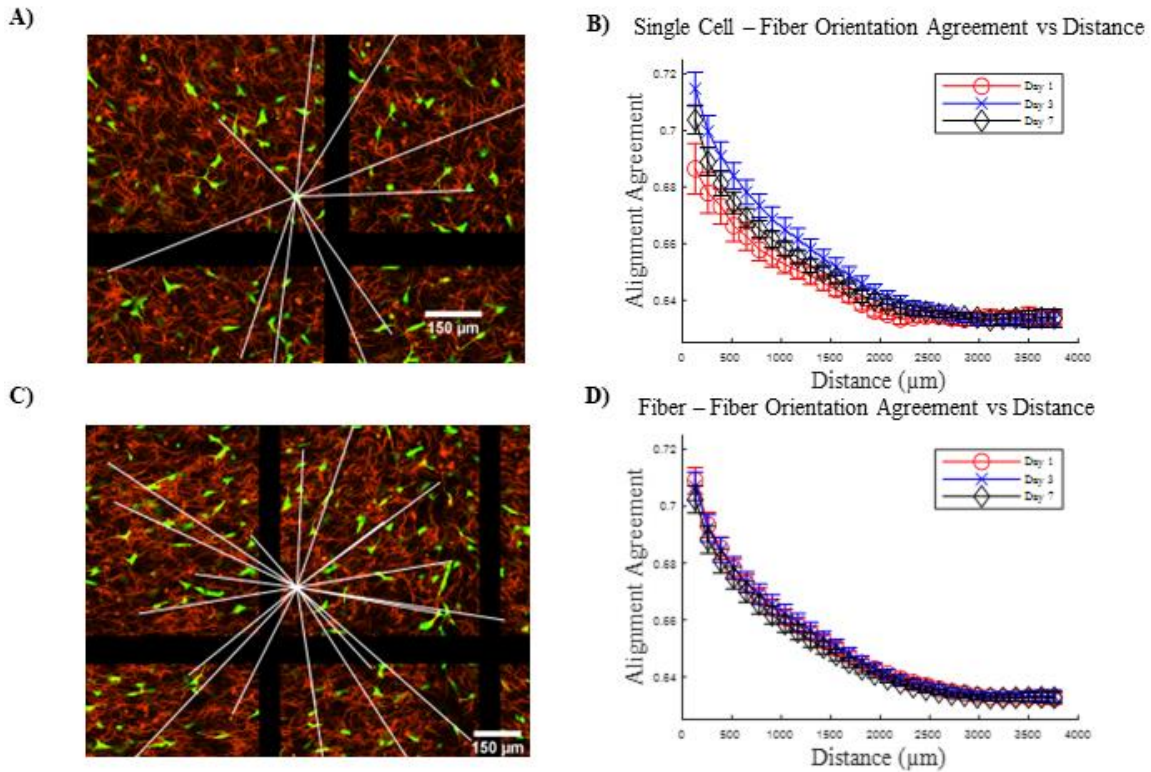 A)
150 µm
B) Single Cell – Fiber Orientation Agreement vs Distance
Alignment Agreement
0.72
0.7
0.68
0.66
0.64
0 500 1000 1500 2000 2500 3000 3500 4000
Distance (µm)
Day 1
Day 3
Day 7
C)
150 µm
D) Fiber – Fiber Orientation Agreement vs Distance
Alignment Agreement
0.72
0.7
0.68
0.66
0.64
0 500 1000 1500 2000 2500 3000 3500 4000
Distance (µm)
Day 1
Day 3
Day 7